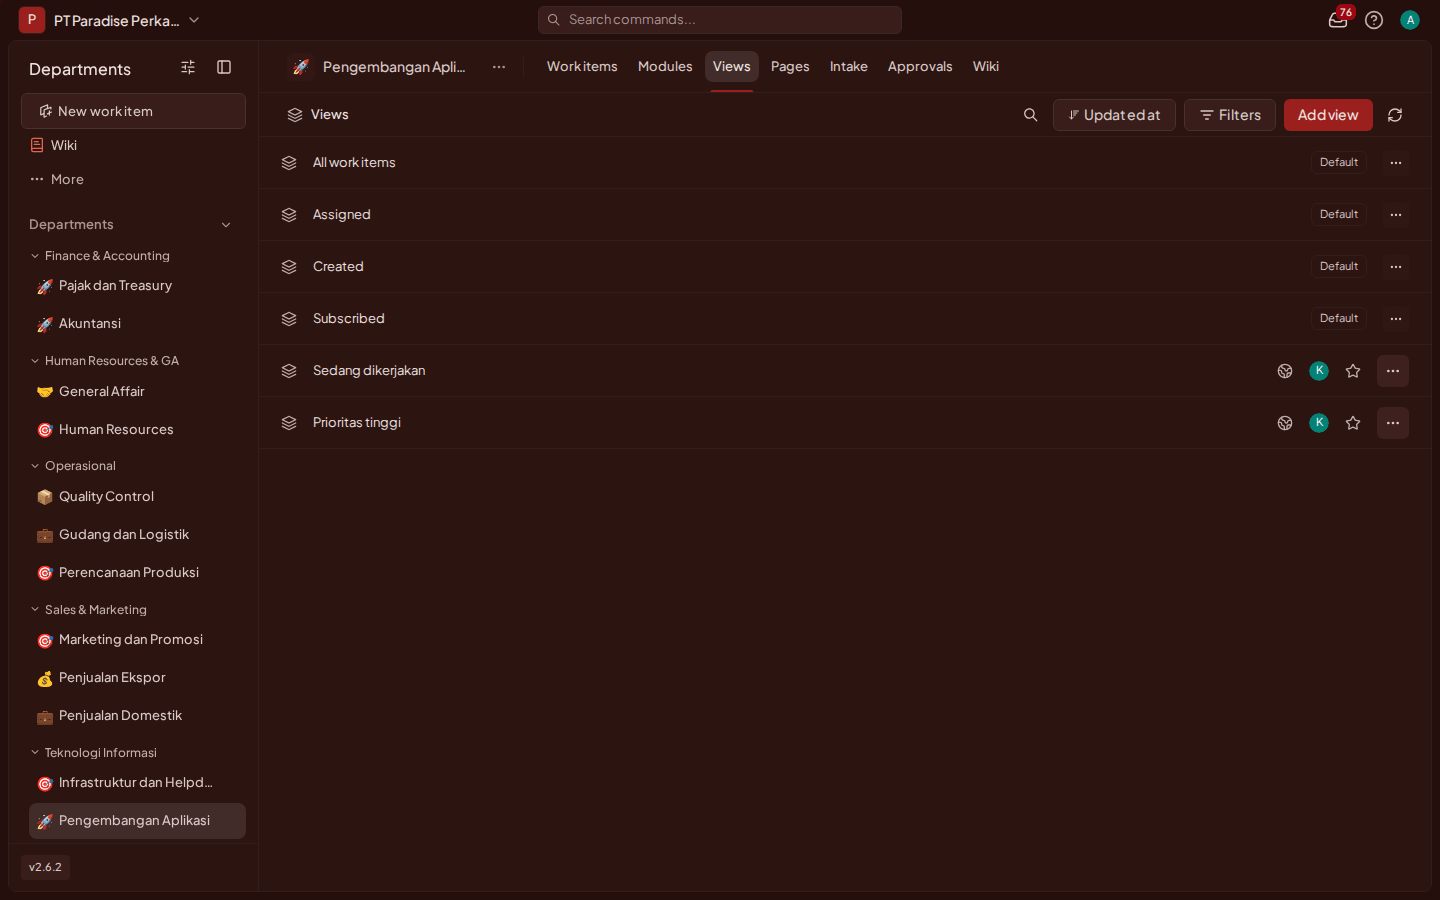 P PT Paradise Perka...
Search commands...
76
A
Departments
New work item
Wiki
More
Departments
Finance & Accounting
Pajak dan Treasury
Akuntansi
Human Resources & GA
General Affair
Human Resources
Operasional
Quality Control
Gudang dan Logistik
Perencanaan Produksi
Sales & Marketing
Marketing dan Promosi
Penjualan Ekspor
Penjualan Domestik
Teknologi Informasi
Infrastruktur dan Helpd...
Pengembangan Aplikasi
v2.6.2
Pengembangan Apli... Work items Modules Views Pages Intake Approvals Wiki
Views Updated at Filters Add view
All work items Default
Assigned Default
Created Default
Subscribed Default
Sedang dikerjakan K
Prioritas tinggi K